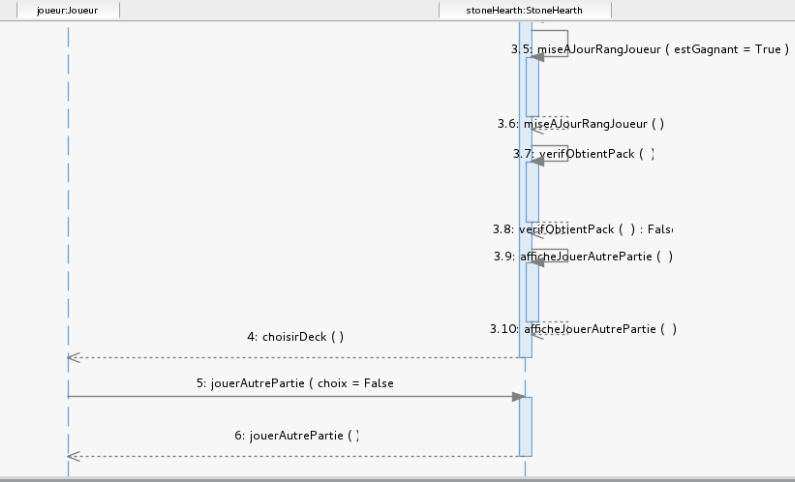 joueur:Joueur
stoneHearth:StoneHearth
3.5: miseAJourRangJoueur ( estGagnant = True )
3.6: miseAJourRangJoueur ( )
3.7: verifObtientPack ( )
3.8: verifObtientPack ( ) : False
3.9: afficheJouerAutrePartie ( )
3.10: afficheJouerAutrePartie ( )
4: choisirDeck ( )
5: jouerAutrePartie ( choix = False
6: jouerAutrePartie ( )